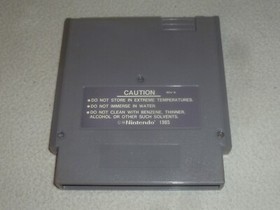 CAUTION
●DO NOT STORE IN EXTREME TEMPERATURES.
●DO NOT IMMERSE IN WATER.
●DO NOT CLEAN WITH BENZENE, THINNER,
ALCOHOL OR OTHER SUCH SOLVENTS.
Nintendo 1985